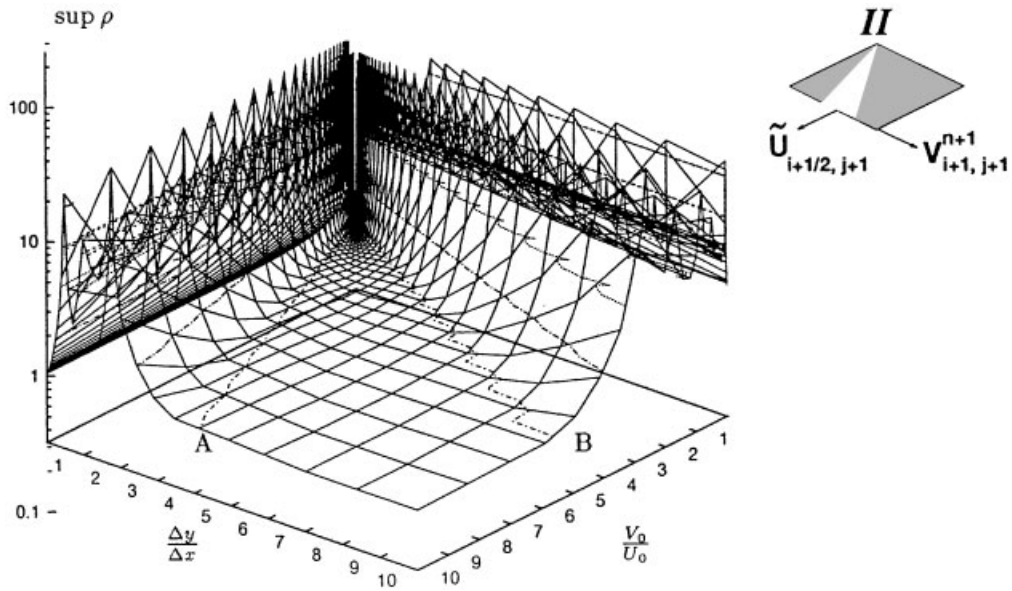 sup ρ
100
10
1
0.1
1 2 3 4 5 6 7 8 9 10
Δy/Δx
10 9 8 7 6 5 4 3 2 1
V₀/U₀
A
B
II
Ũ i+1/2, j+1
V n+1 i+1, j+1